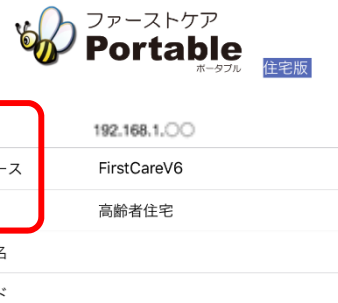 ファーストケア
Portable
ポータブル 住宅版
192.168.1.○○
ース FirstCareV6
高齢者住宅
名
ド